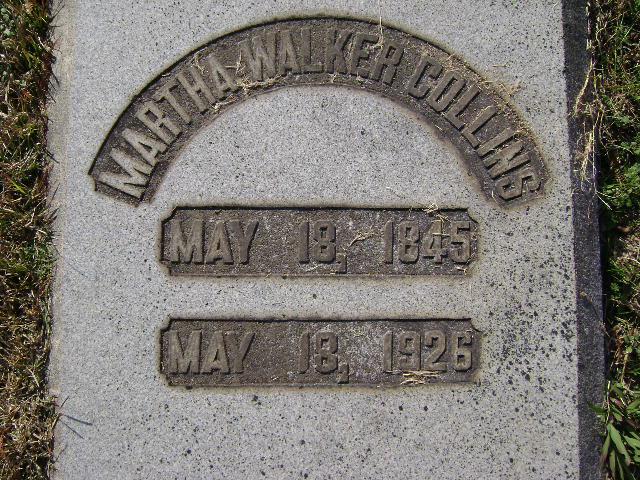 MARTHA WALKER COLLINS
MAY 18, 1845
MAY 18, 1926